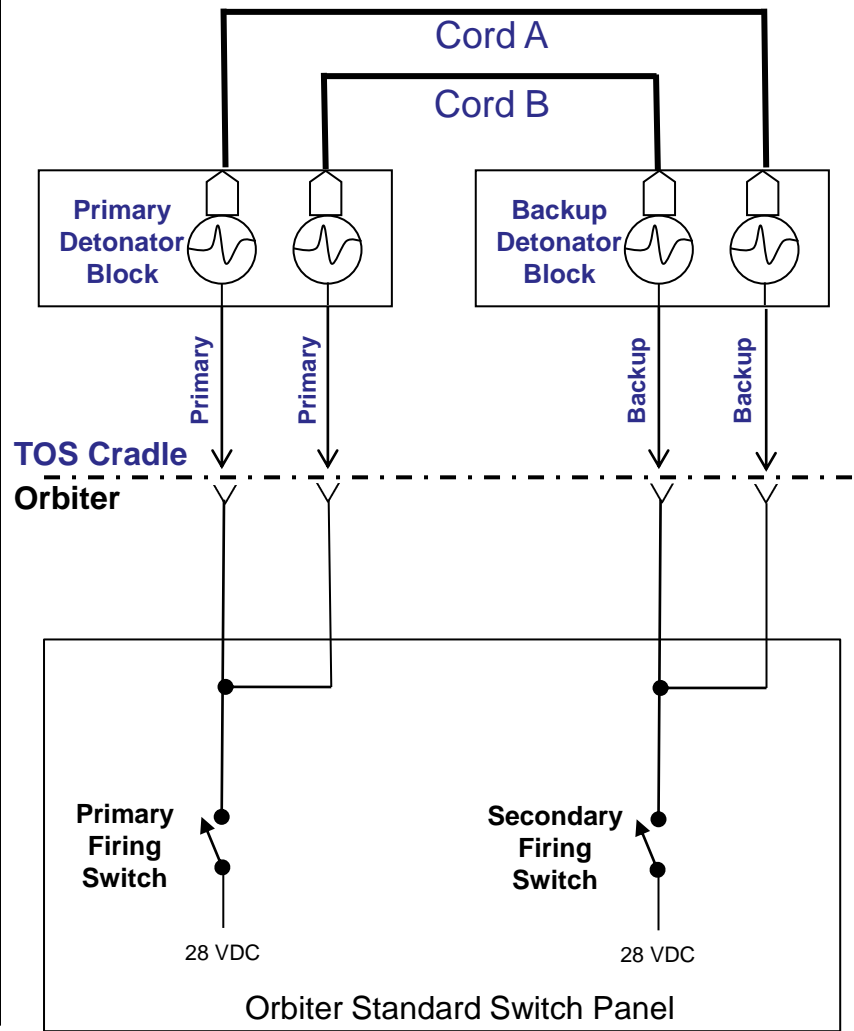 Cord A
Cord B
Primary
Detonator
Block
Backup
Detonator
Block
Primary
Primary
Backup
Backup
TOS Cradle
Orbiter
Primary
Firing
Switch
Secondary
Firing
Switch
28 VDC
28 VDC
Orbiter Standard Switch Panel